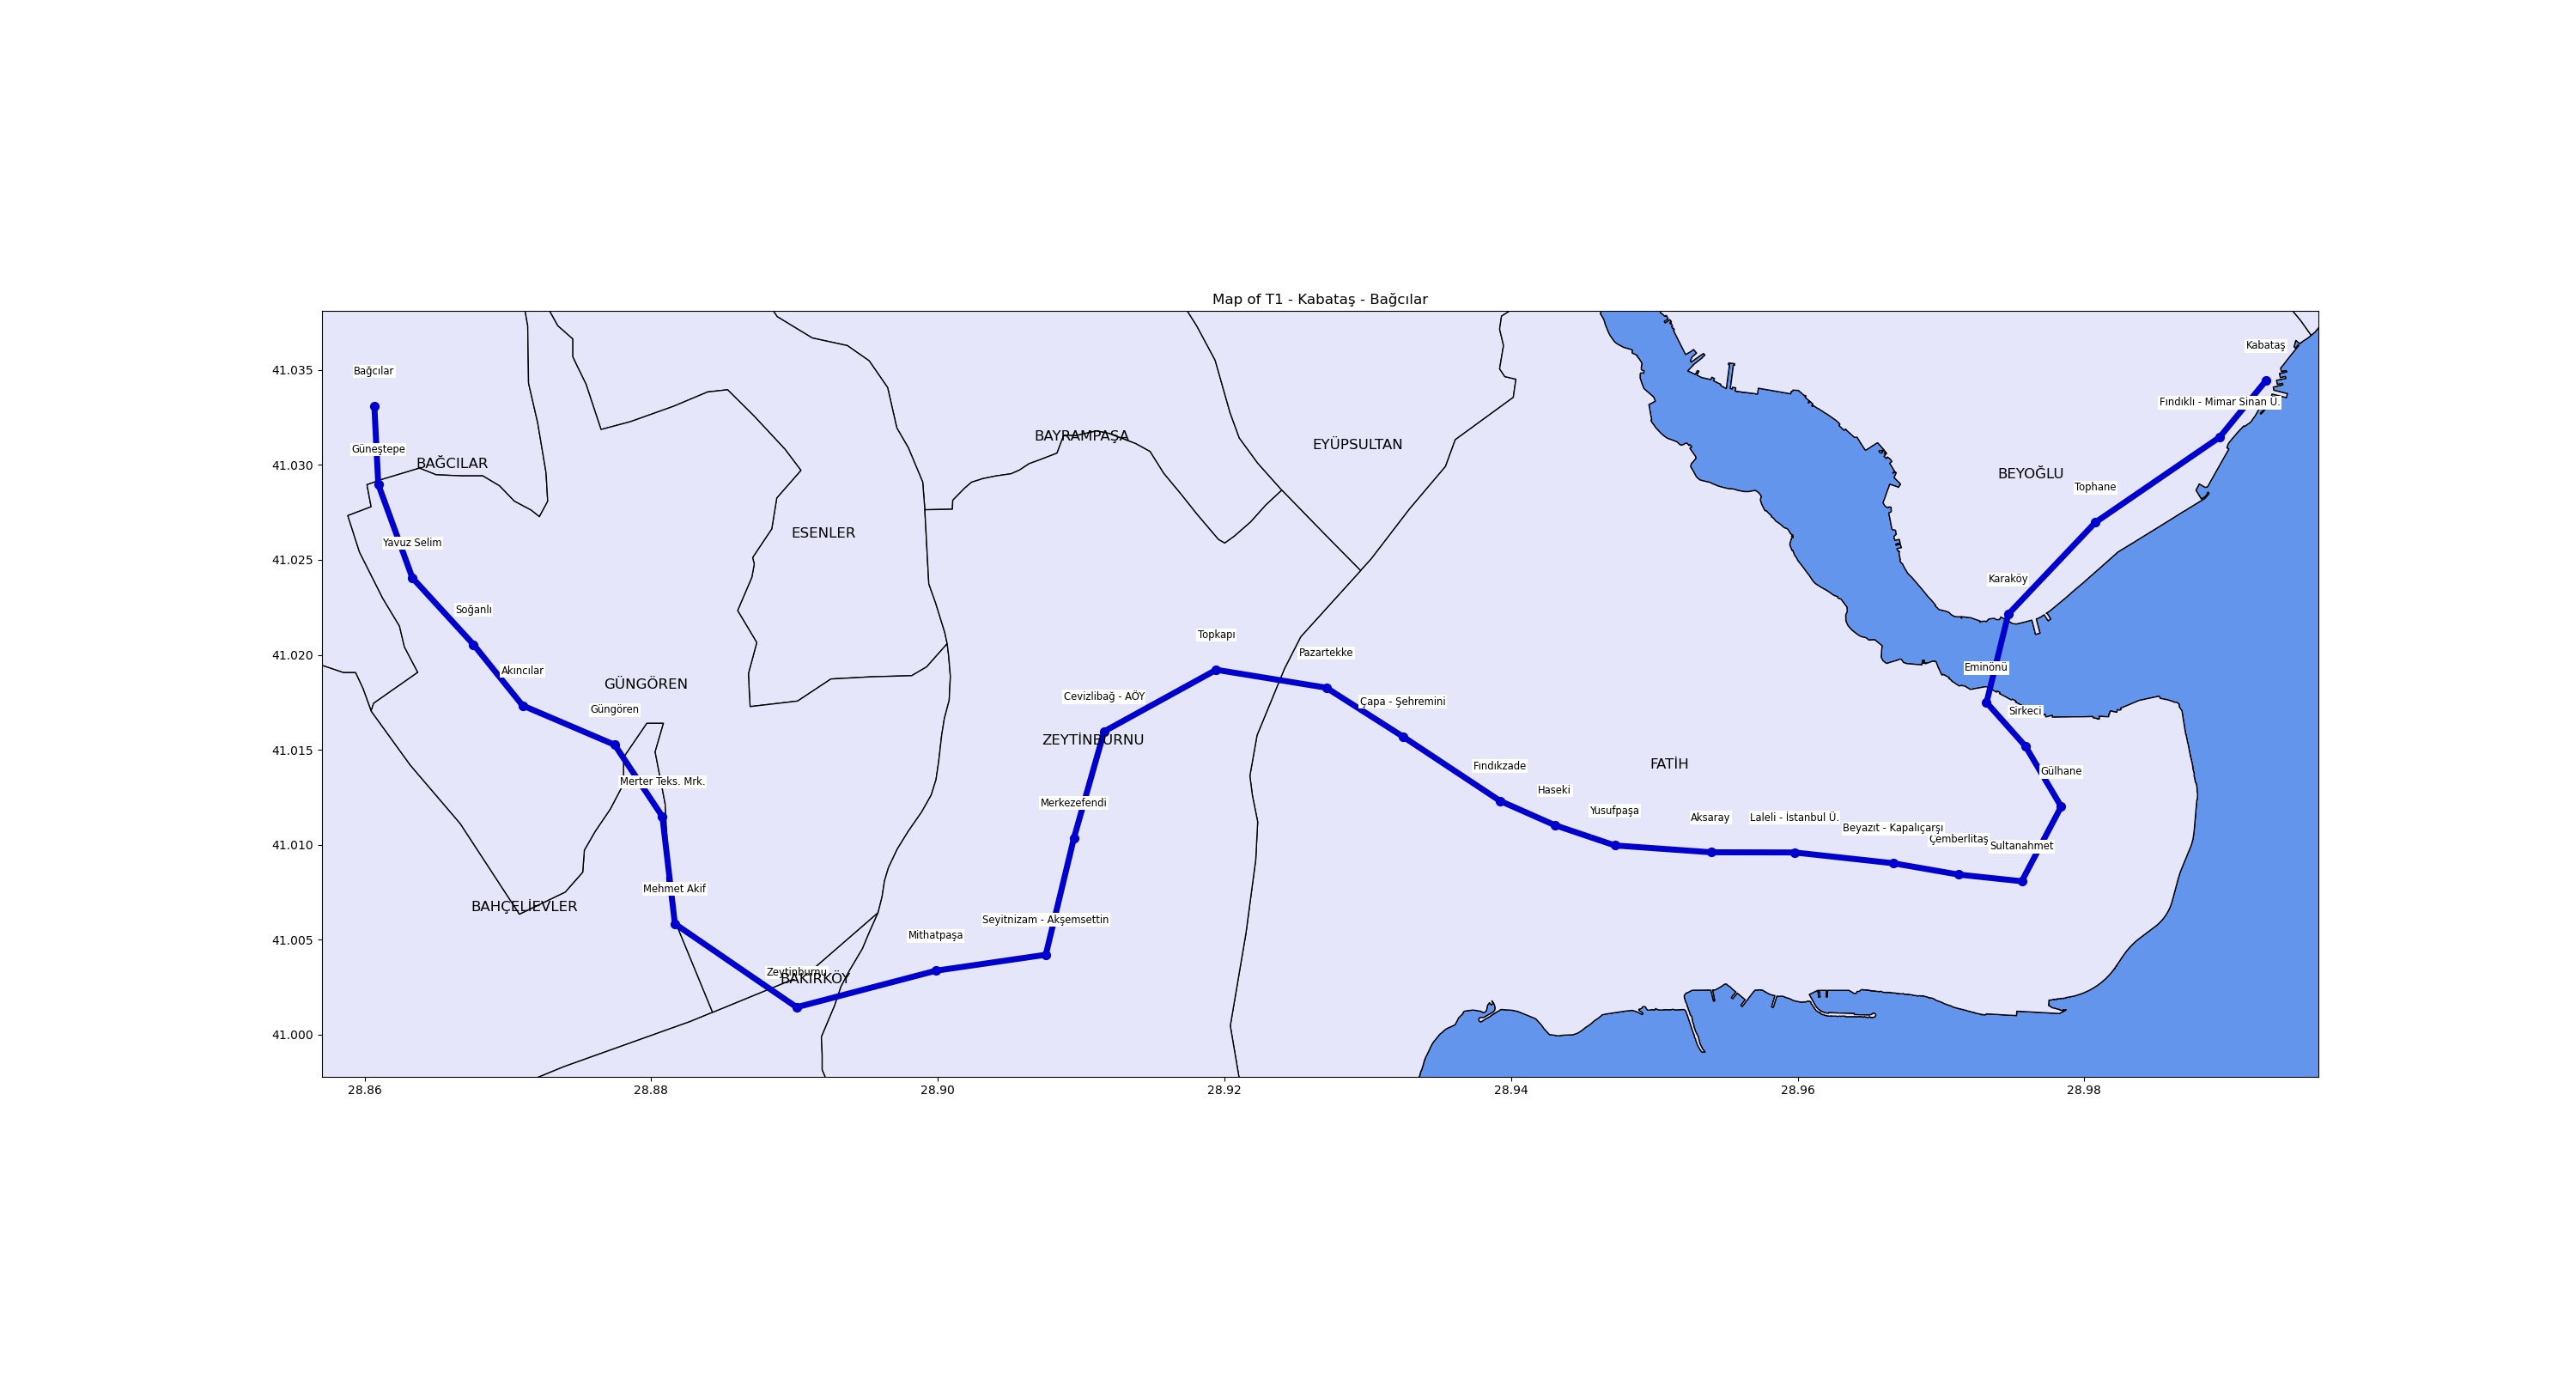 Map of T1 - Kabataş - Bağcılar
Kabataş
41.035
Bağcılar
Fındıklı - Mimar Sinan Ü.
BAYRAMPAŞA
EYÜPSULTAN
Güneştepe
BAĞCILAR
41.030
BEYOĞLU
Tophane
ESENLER
Yavuz Selim
41.025
Karaköy
Soğanlı
Topkapı
41.020
Pazartekke
Eminönü
Akıncılar
GÜNGÖREN
Cevizlibağ - AÖY
Çapa - Şehremini
Güngören
Sirkeci
ZEYTİNBURNU
41.015
FATİH
Fındıkzade
Gülhane
Merter Teks. Mrk.
Haseki
Merkezefendi
Yusufpaşa
Aksaray
Laleli - İstanbul Ü.
Beyazıt - Kapalıçarşı
Çemberlitaş
41.010
Sultanahmet
Mehmet Akif
BAHÇELİEVLER
Seyitnizam - Akşemsettin
41.005
Mithatpaşa
Zeytinburnu
BAKIRKÖY
41.000
28.86
28.88
28.90
28.92
28.94
28.96
28.98